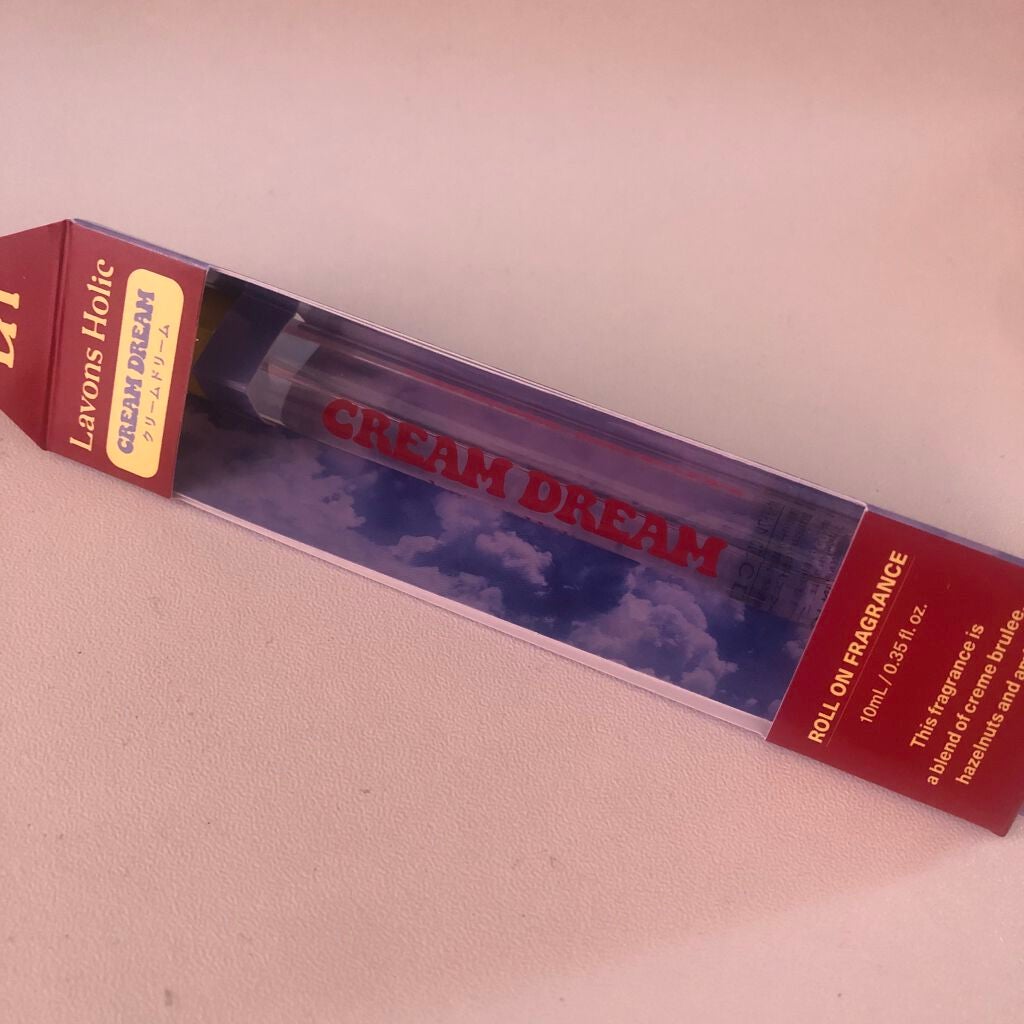 Lavons Holic
CREAM DREAM
クリームドリーム
CREAM DREAM
ROLL ON FRAGRANCE
10mL / 0.35 fl. oz.
This fragrance is
a blend of creme brulee,
hazelnuts and